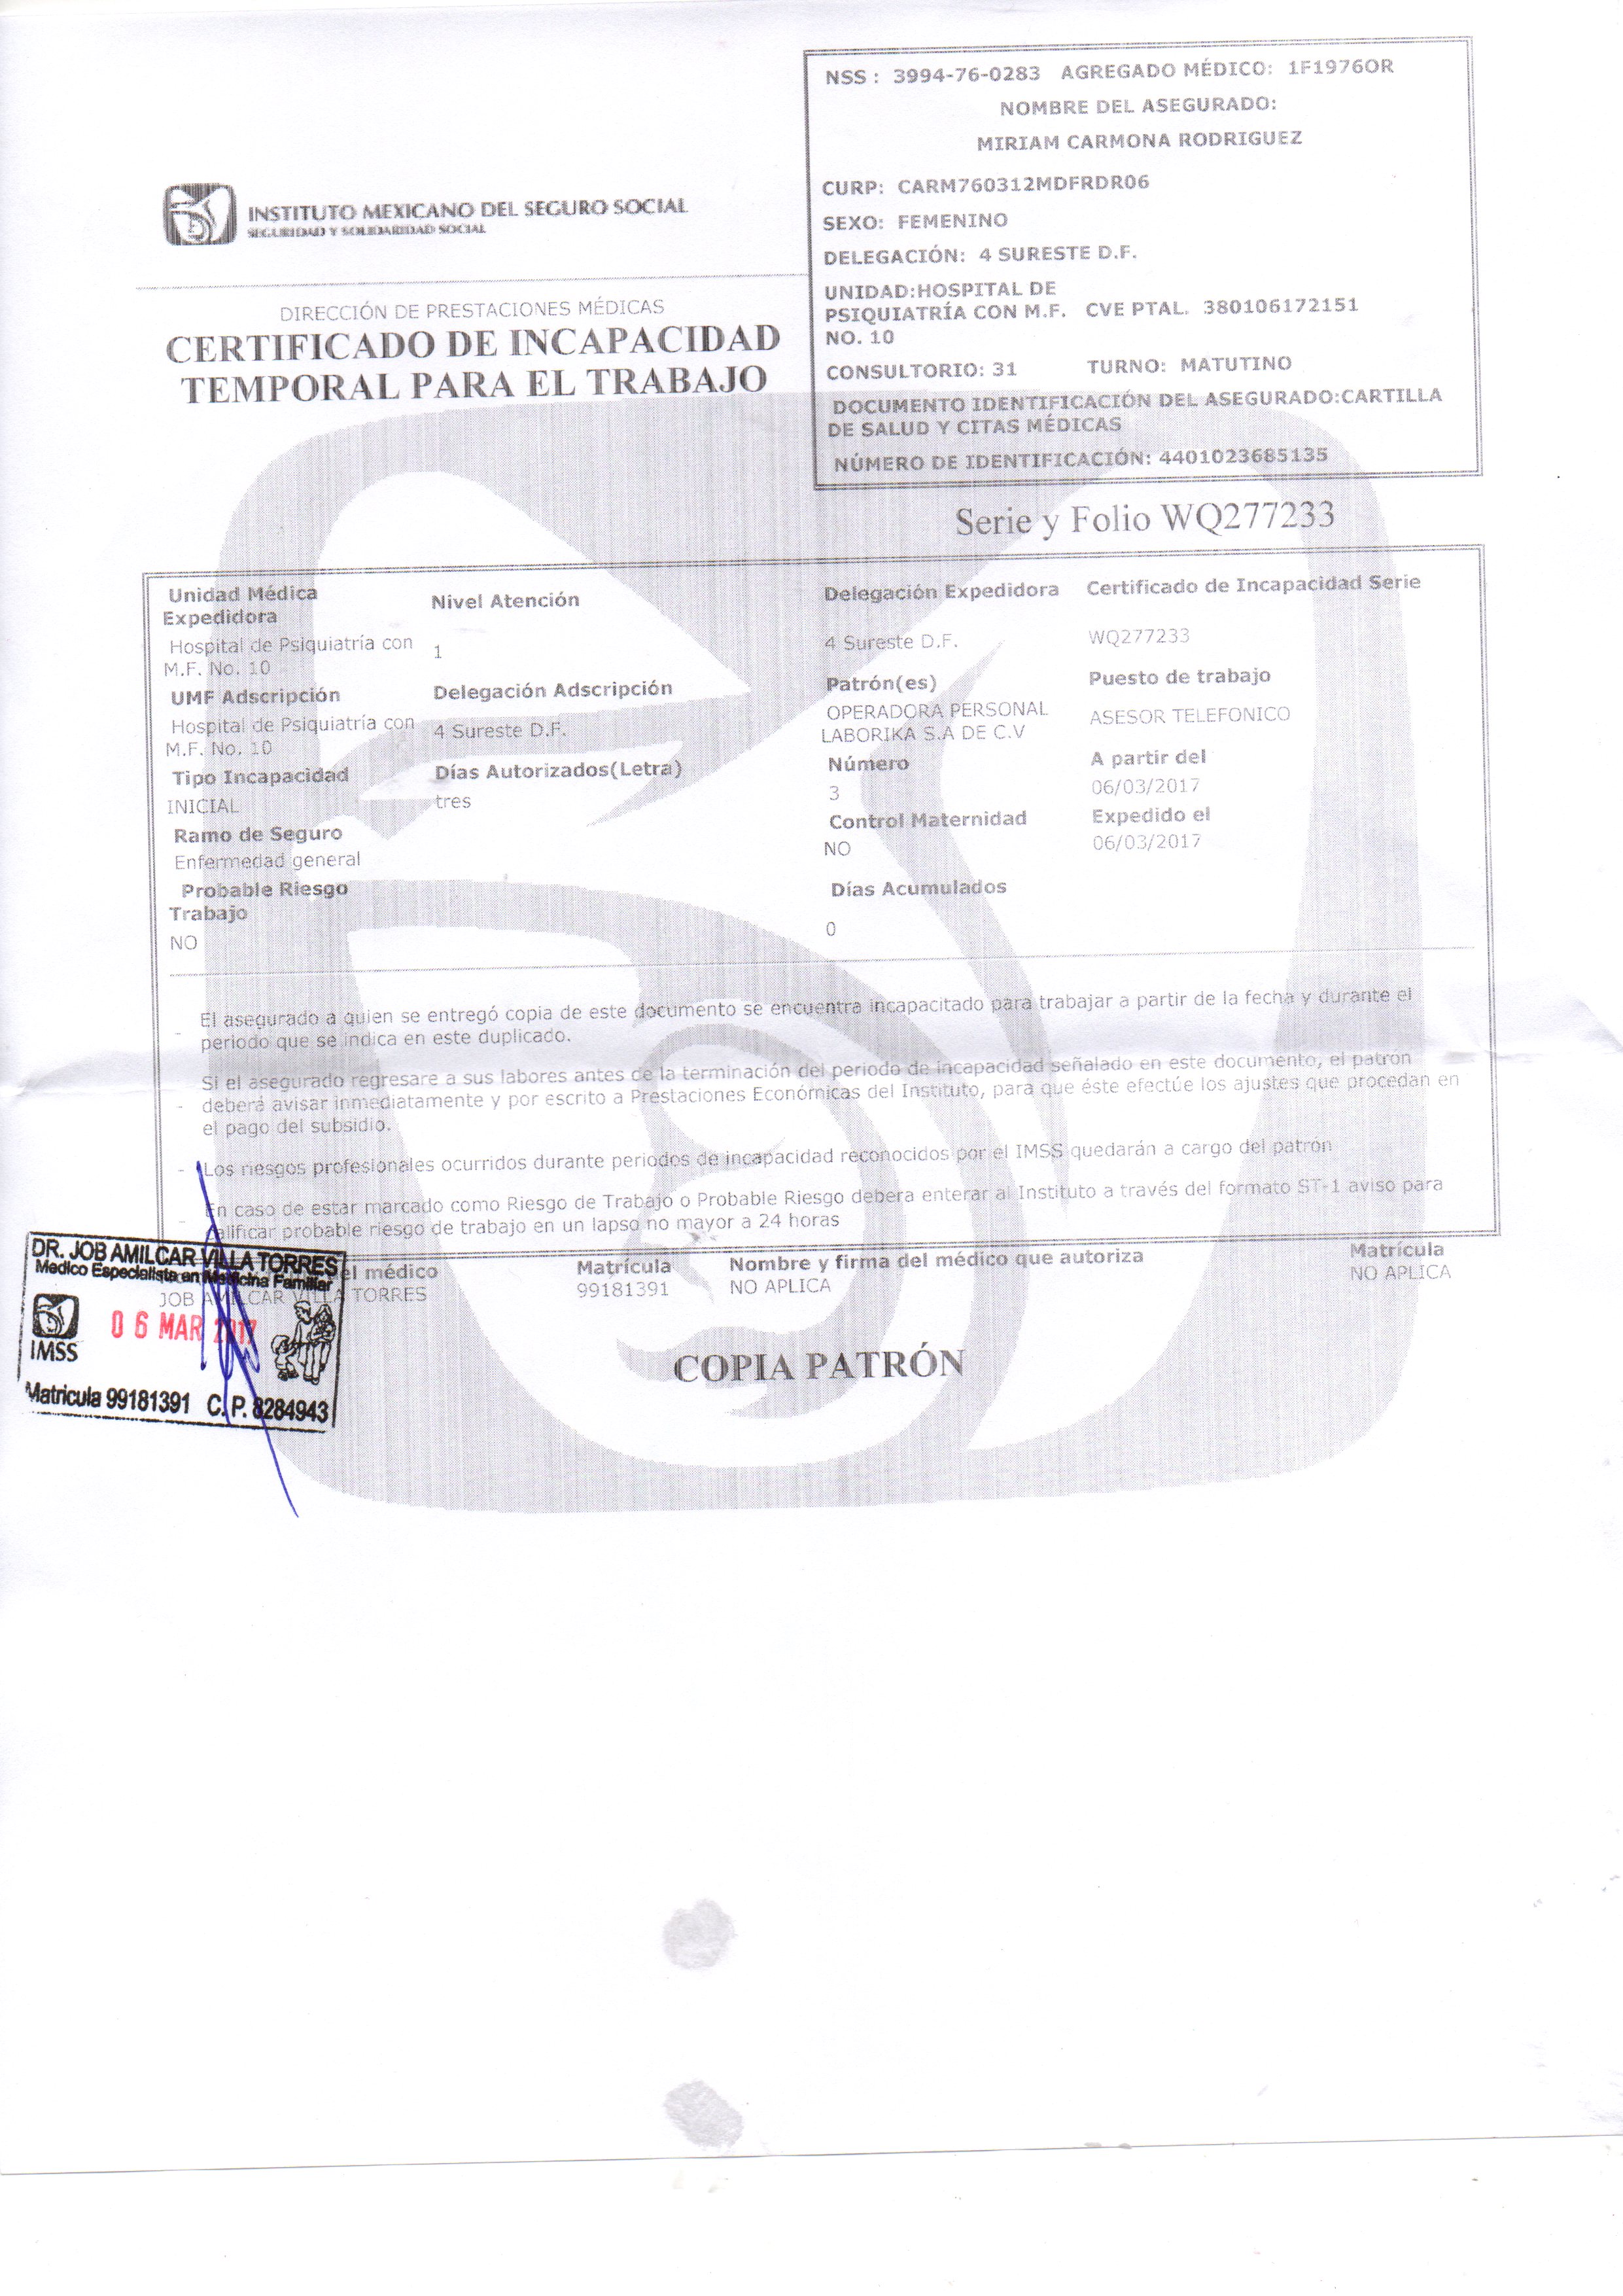 NSS : 3994-76-0283 AGREGADO MÉDICO: 1F1976OR
NOMBRE DEL ASEGURADO:
MIRIAM CARMONA RODRIGUEZ
CURP: CARM760312MDFRDR06
SEXO: FEMENINO
DELEGACIÓN: 4 SURESTE D.F.
UNIDAD:HOSPITAL DE
PSIQUIATRÍA CON M.F. CVE PTAL. 380106172151
NO. 10
CONSULTORIO: 31 TURNO: MATUTINO
DOCUMENTO IDENTIFICACIÓN DEL ASEGURADO:CARTILLA
DE SALUD Y CITAS MÉDICAS
NÚMERO DE IDENTIFICACIÓN: 4401023685135
INSTITUTO MEXICANO DEL SEGURO SOCIAL
SEGURIDAD Y SOLIDARIDAD SOCIAL
DIRECCIÓN DE PRESTACIONES MÉDICAS
CERTIFICADO DE INCAPACIDAD
TEMPORAL PARA EL TRABAJO
Serie y Folio WQ277233
Unidad Médica
Expedidora
Nivel Atención
Delegación Expedidora
Certificado de Incapacidad Serie
Hospital de Psiquiatría con
M.F. No. 10
1
4 Sureste D.F.
WQ277233
UMF Adscripción
Delegación Adscripción
Patrón(es)
Puesto de trabajo
Hospital de Psiquiatría con
M.F. No. 10
4 Sureste D.F.
OPERADORA PERSONAL
LABORIKA S.A DE C.V
ASESOR TELEFONICO
Tipo Incapacidad
Días Autorizados(Letra)
Número
A partir del
INICIAL
tres
3
06/03/2017
Ramo de Seguro
Control Maternidad
Expedido el
Enfermedad general
NO
06/03/2017
Probable Riesgo
Trabajo
Días Acumulados
NO
0
- El asegurado a quien se entregó copia de este documento se encuentra incapacitado para trabajar a partir de la fecha y durante el
periodo que se indica en este duplicado.
Si el asegurado regresare a sus labores antes de la terminación del periodo de incapacidad señalado en este documento, el patrón
- deberá avisar inmediatamente y por escrito a Prestaciones Económicas del Instituto, para que éste efectúe los ajustes que procedan en
el pago del subsidio.
- Los riesgos profesionales ocurridos durante periodos de incapacidad reconocidos por el IMSS quedarán a cargo del patron
- En caso de estar marcado como Riesgo de Trabajo o Probable Riesgo debera enterar al Instituto a través del formato ST-1 aviso para
alificar probable riesgo de trabajo en un lapso no mayor a 24 horas
el médico
Matrícula
Nombre y firma del médico que autoriza
Matrícula
JOB AMILCAR VILLA TORRES
99181391
NO APLICA
NO APLICA
DR. JOB AMILCAR VILLA TORRES
Medico Especialista en Medicina Familiar
06 MAR 2017
IMSS
Matricula 99181391 C. P. 8284943
COPIA PATRÓN